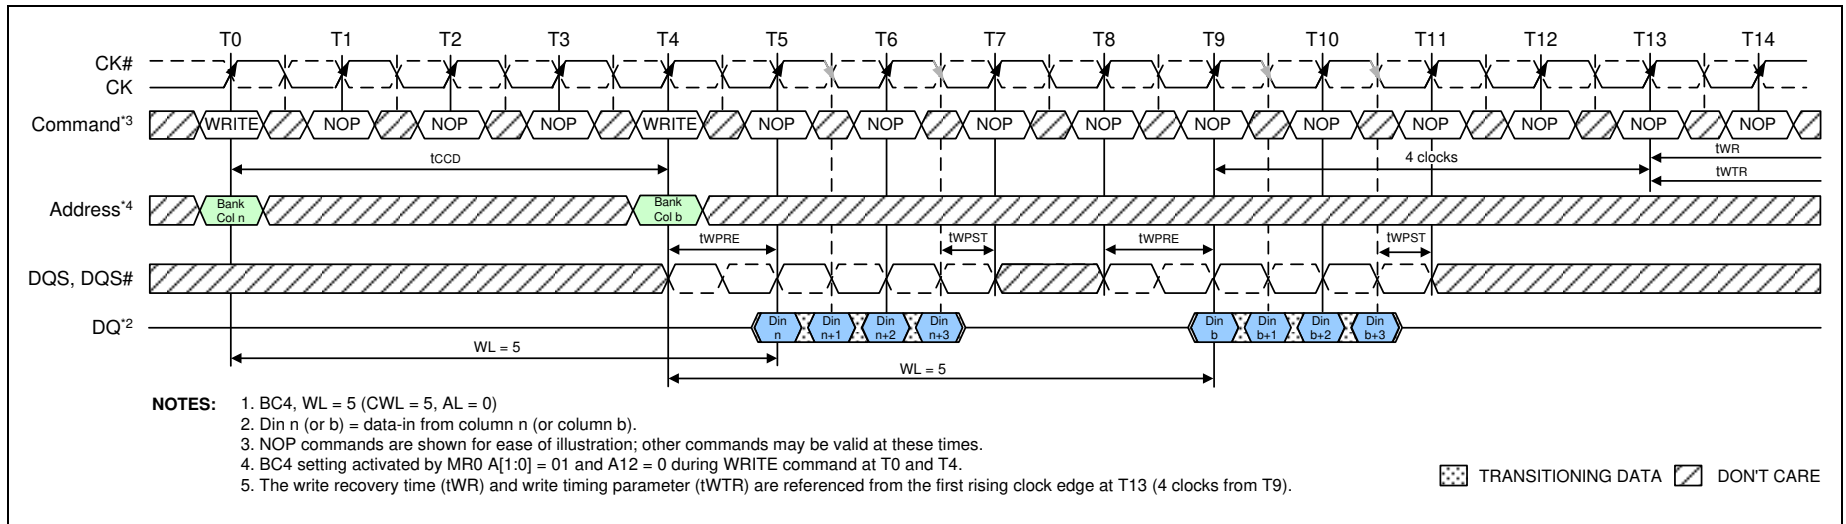 T0 T1 T2 T3 T4 T5 T6 T7 T8 T9 T10 T11 T12 T13 T14
CK#
CK
Command*3 WRITE NOP NOP NOP WRITE NOP NOP NOP NOP NOP NOP NOP NOP NOP NOP
tCCD 4 clocks tWR
tWTR
Address*4 Bank Col n Bank Col b
tWPRE tWPST tWPRE tWPST
DQS, DQS#
DQ*2 Din n Din n+1 Din n+2 Din n+3 Din b Din b+1 Din b+2 Din b+3
WL = 5
WL = 5
NOTES: 1. BC4, WL = 5 (CWL = 5, AL = 0)
2. Din n (or b) = data-in from column n (or column b).
3. NOP commands are shown for ease of illustration; other commands may be valid at these times.
4. BC4 setting activated by MR0 A[1:0] = 01 and A12 = 0 during WRITE command at T0 and T4.
5. The write recovery time (tWR) and write timing parameter (tWTR) are referenced from the first rising clock edge at T13 (4 clocks from T9).
TRANSITIONING DATA DON'T CARE